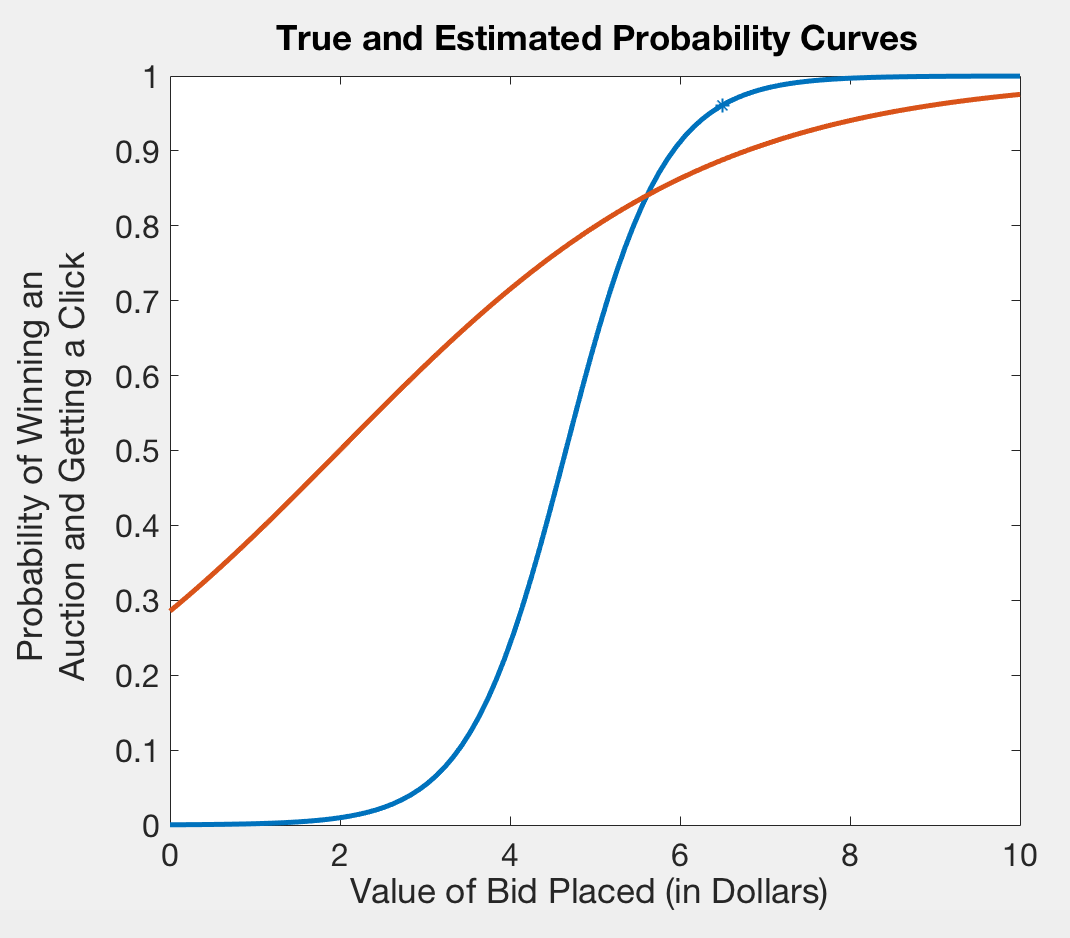 True and Estimated Probability Curves
1
0.9
0.8
0.7
0.6
0.5
0.4
0.3
0.2
0.1
0
Probability of Winning an
Auction and Getting a Click
0 2 4 6 8 10
Value of Bid Placed (in Dollars)